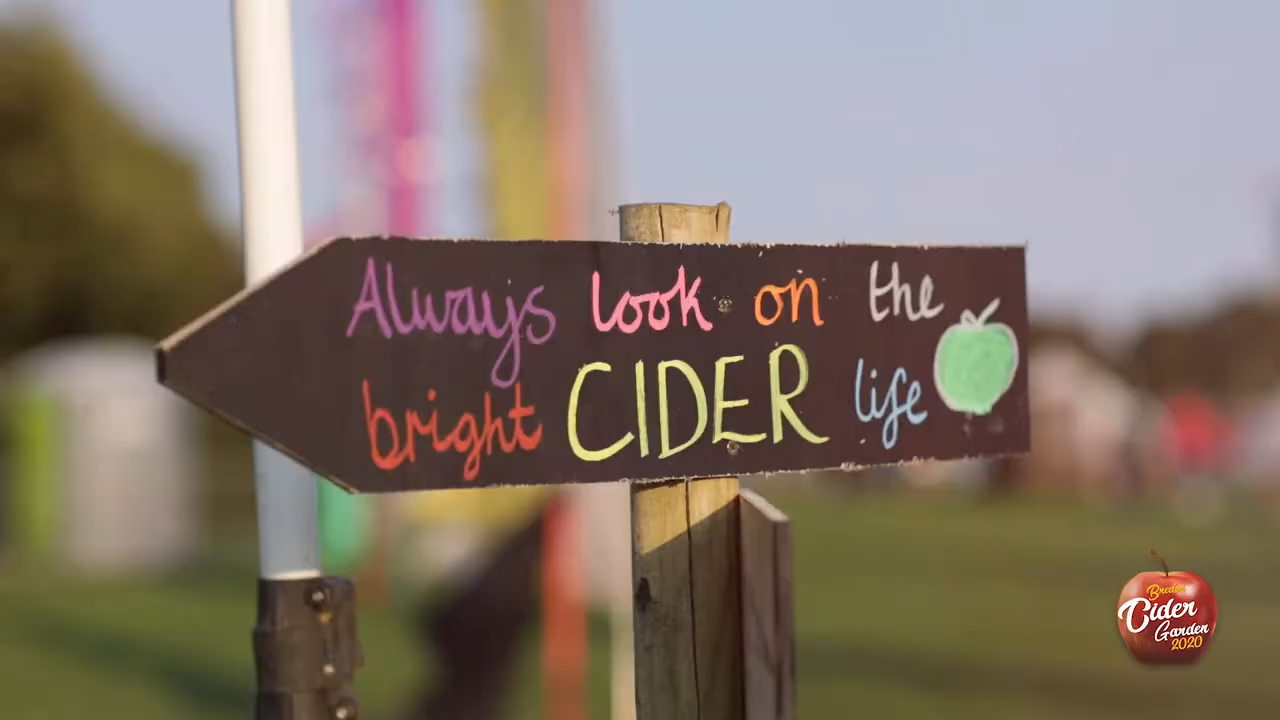 Always look on the
bright CIDER life
Bredon
Cider
Garden
2020